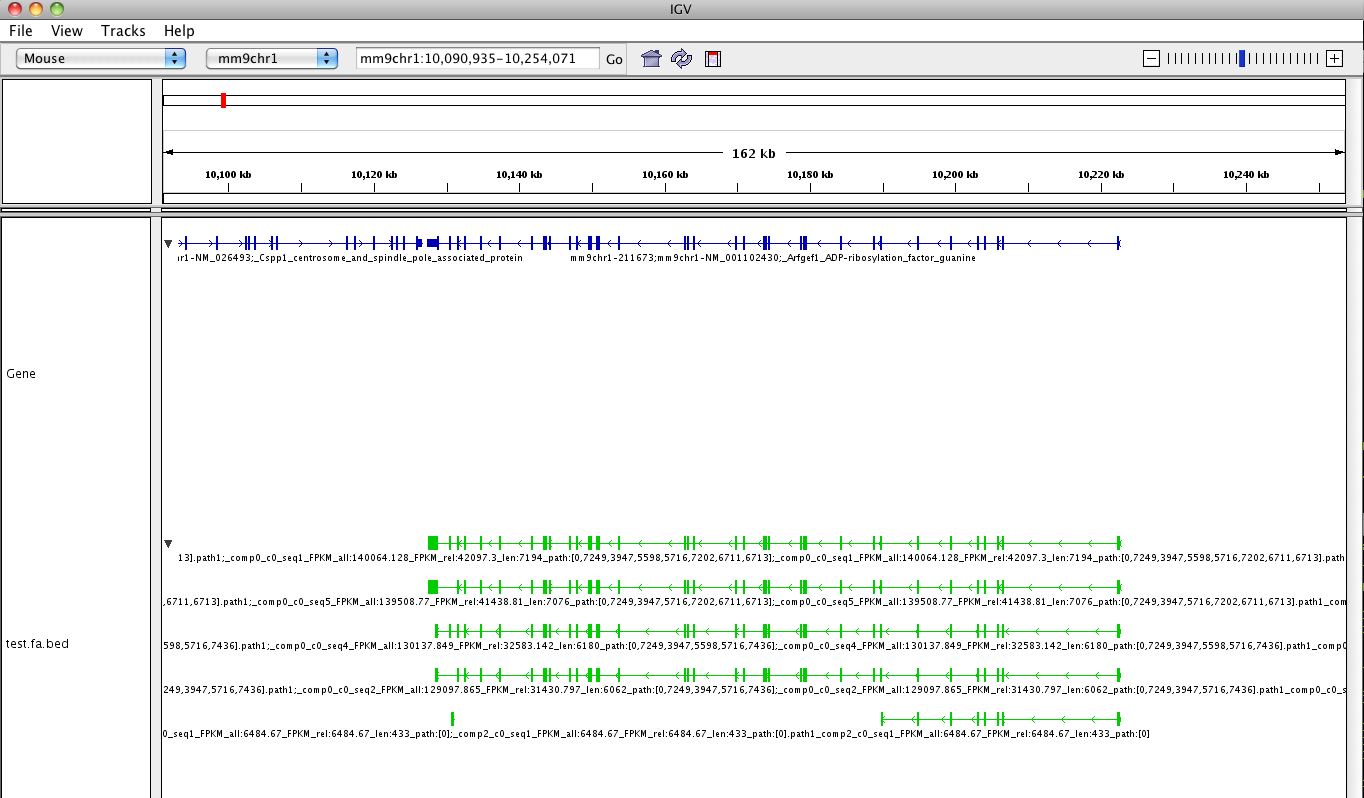 IGV
File View Tracks Help
Mouse mm9chr1 mm9chr1:10,090,935-10,254,071 Go
162 kb
10,100 kb 10,120 kb 10,140 kb 10,160 kb 10,180 kb 10,200 kb 10,220 kb 10,240 kb
ır1-NM_026493;_Cspp1_centrosome_and_spindle_pole_associated_protein mm9chr1-211673;mm9chr1-NM_001102430;_Arfgef1_ADP-ribosylation_factor_guanine
Gene
13].path1;_comp0_c0_seq1_FPKM_all:140064.128_FPKM_rel:42097.3_len:7194_path:[0,7249,3947,5598,5716,7202,6711,6713];_comp0_c0_seq1_FPKM_all:140064.128_FPKM_rel:42097.3_len:7194_path:[0,7249,3947,5598,5716,7202,6711,6713].path
,6711,6713].path1;_comp0_c0_seq5_FPKM_all:139508.77_FPKM_rel:41438.81_len:7076_path:[0,7249,3947,5716,7202,6711,6713];_comp0_c0_seq5_FPKM_all:139508.77_FPKM_rel:41438.81_len:7076_path:[0,7249,3947,5716,7202,6711,6713].path1_com
test.fa.bed
598,5716,7436].path1;_comp0_c0_seq4_FPKM_all:130137.849_FPKM_rel:32583.142_len:6180_path:[0,7249,3947,5598,5716,7436];_comp0_c0_seq4_FPKM_all:130137.849_FPKM_rel:32583.142_len:6180_path:[0,7249,3947,5598,5716,7436].path1_comp0
249,3947,5716,7436].path1;_comp0_c0_seq2_FPKM_all:129097.865_FPKM_rel:31430.797_len:6062_path:[0,7249,3947,5716,7436];_comp0_c0_seq2_FPKM_all:129097.865_FPKM_rel:31430.797_len:6062_path:[0,7249,3947,5716,7436].path1_comp0_c0_s
0_seq1_FPKM_all:6484.67_FPKM_rel:6484.67_len:433_path:[0];_comp2_c0_seq1_FPKM_all:6484.67_FPKM_rel:6484.67_len:433_path:[0].path1_comp2_c0_seq1_FPKM_all:6484.67_FPKM_rel:6484.67_len:433_path:[0]